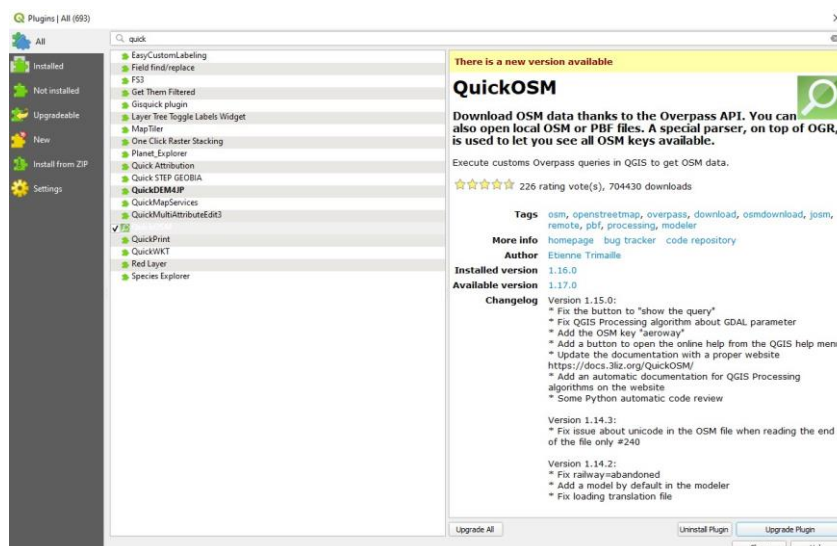 Plugins | All (693)
All
Installed
Not installed
Upgradeable
New
Install from ZIP
Settings
quick
EasyCustomLabeling
Field find/replace
FS3
Get Them Filtered
Gisquick plugin
Layer Tree Toggle Labels Widget
MapTiler
One Click Raster Stacking
Planet_Explorer
Quick Attribution
Quick STEP GEOBIA
QuickDEM4JP
QuickMapServices
QuickMultiAttributeEdit3
QuickPrint
QuickWKT
Red Layer
Species Explorer
There is a new version available
QuickOSM
Download OSM data thanks to the Overpass API. You can
also open local OSM or PBF files. A special parser, on top of OGR,
is used to let you see all OSM keys available.
Execute customs Overpass queries in QGIS to get OSM data.
226 rating vote(s), 704430 downloads
Tags osm, openstreetmap, overpass, download, osmdownload, josm,
remote, pbf, processing, modeler
More info homepage bug tracker code repository
Author Etienne Trimaille
Installed version 1.16.0
Available version 1.17.0
Changelog Version 1.15.0:
* Fix the button to "show the query"
* Fix QGIS Processing algorithm about GDAL parameter
* Add the OSM key "aeroway"
* Add a button to open the online help from the QGIS help menu
* Update the documentation with a proper website
https://docs.3liz.org/QuickOSM/
* Add an automatic documentation for QGIS Processing
algorithms on the website
* Some Python automatic code review
Version 1.14.3:
* Fix issue about unicode in the OSM file when reading the end
of the file only #240
Version 1.14.2:
* Fix railway=abandoned
* Add a model by default in the modeler
* Fix loading translation file
Upgrade All
Uninstall Plugin
Upgrade Plugin